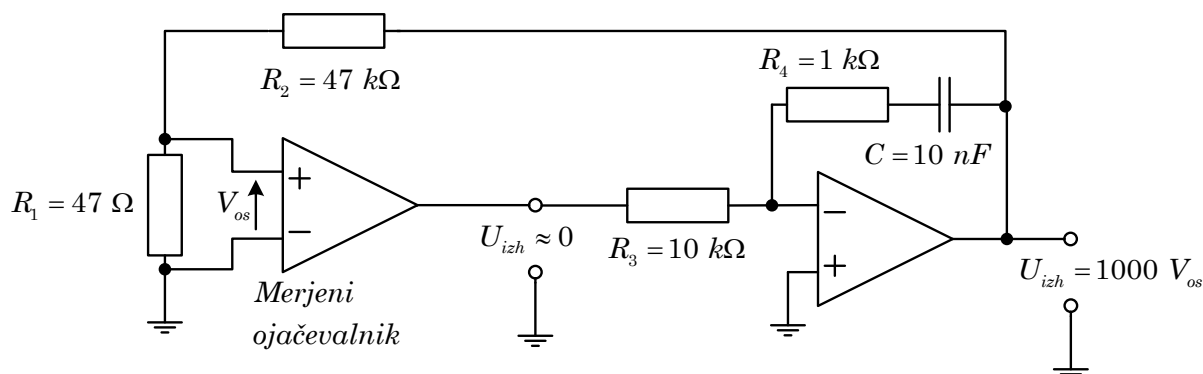 R₂ = 47 kΩ
R₄ = 1 kΩ
C = 10 nF
R₁ = 47 Ω
V_os
+
−
U_izh ≈ 0
R₃ = 10 kΩ
−
+
U_izh = 1000 V_os
Merjeni
ojačevalnik